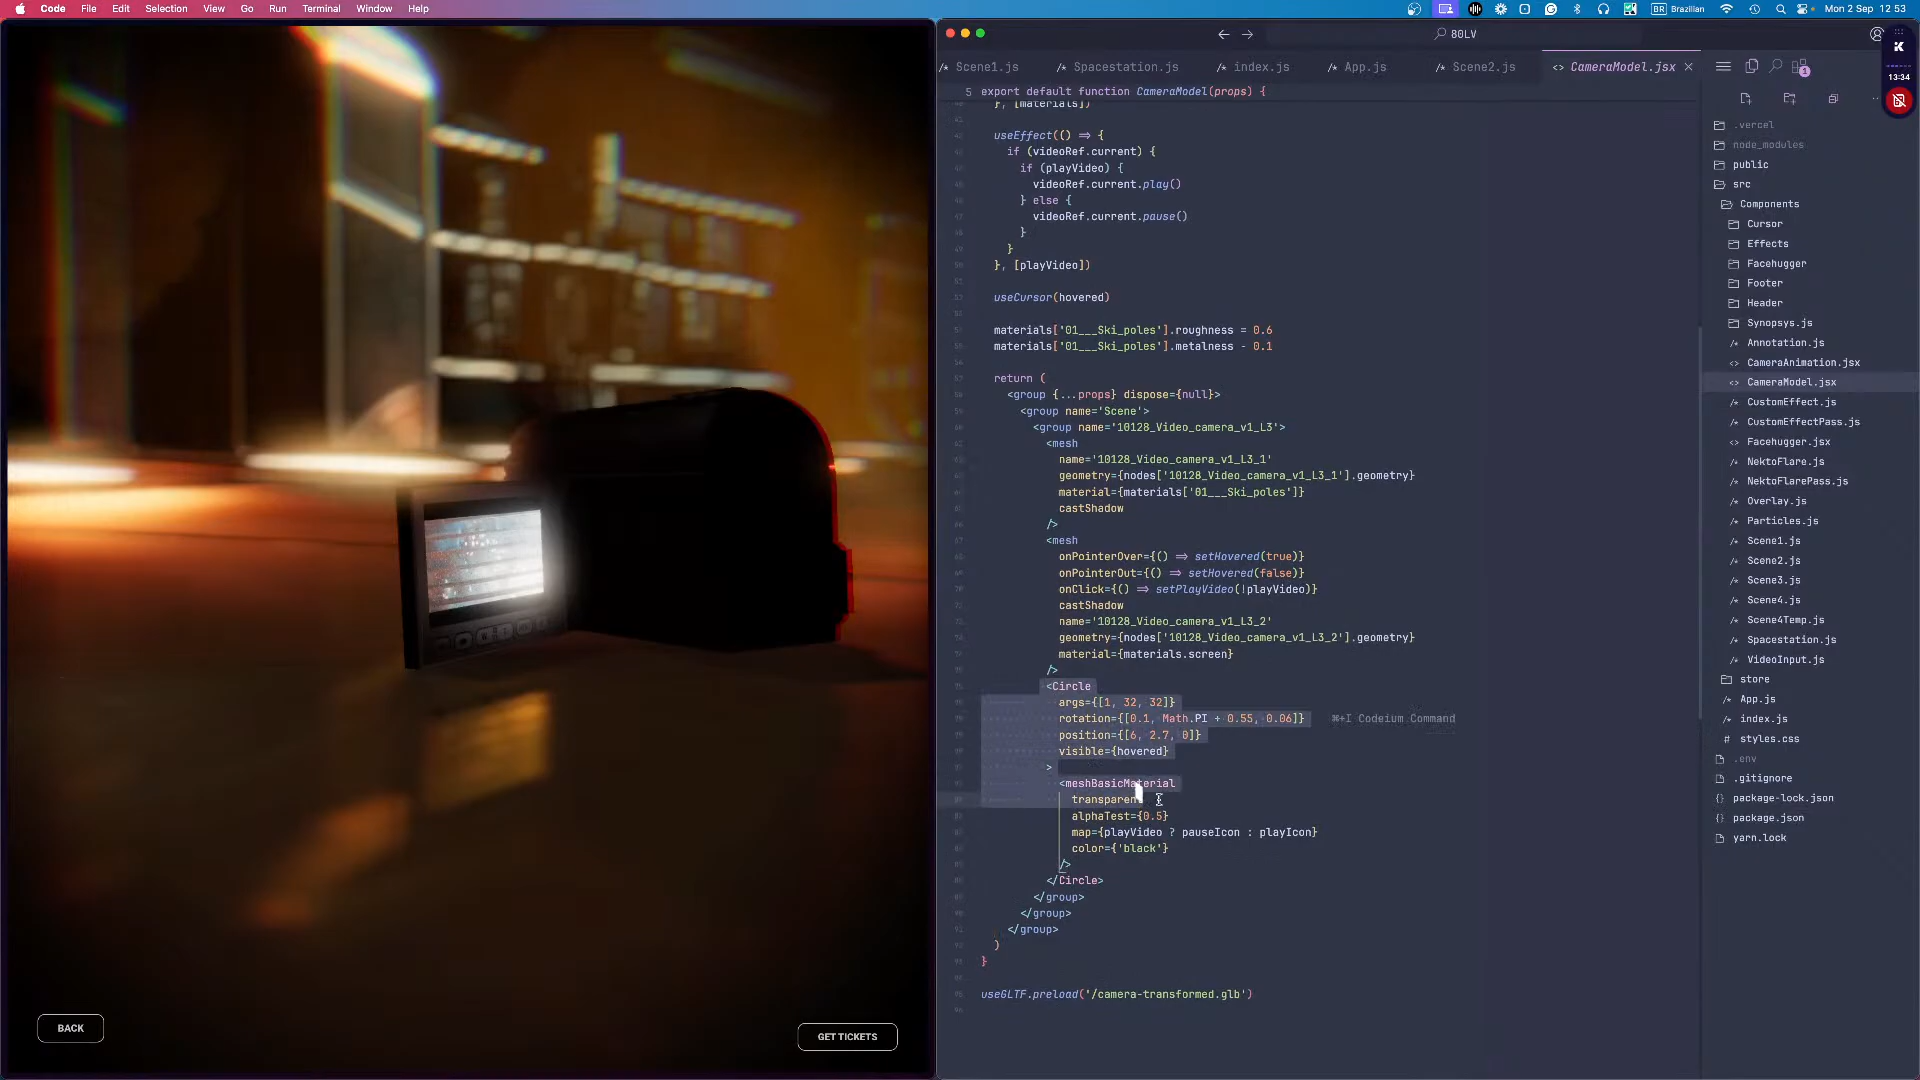 Code File Edit Selection View Go Run Terminal Window Help
BR Brazilian
Mon 2 Sep 12 53
80LV
Scene1.js Spacestation.js index.js App.js Scene2.js CameraModel.jsx
13:34
5 export default function CameraModel(props) {
}, [materials])
useEffect(() => {
if (videoRef.current) {
if (playVideo) {
videoRef.current.play()
} else {
videoRef.current.pause()
}
}
}, [playVideo])
useCursor(hovered)
materials['01___Ski_poles'].roughness = 0.6
materials['01___Ski_poles'].metalness - 0.1
return (
<group {...props} dispose={null}>
<group name='Scene'>
<group name='10128_Video_camera_v1_L3'>
<mesh
name='10128_Video_camera_v1_L3_1'
geometry={nodes['10128_Video_camera_v1_L3_1'].geometry}
material={materials['01___Ski_poles']}
castShadow
/>
<mesh
onPointerOver={() => setHovered(true)}
onPointerOut={() => setHovered(false)}
onClick={() => setPlayVideo(!playVideo)}
castShadow
name='10128_Video_camera_v1_L3_2'
geometry={nodes['10128_Video_camera_v1_L3_2'].geometry}
material={materials.screen}
/>
<Circle
args={[1, 32, 32]}
rotation={[0.1, Math.PI + 0.55, 0.06]} ⌘+I Codeium Command
position={[6, 2.7, 0]}
visible={hovered}
>
<meshBasicMaterial
transparent
alphaTest={0.5}
map={playVideo ? pauseIcon : playIcon}
color={'black'}
/>
</Circle>
</group>
</group>
</group>
)
}
useGLTF.preload('/camera-transformed.glb')
.vercel
node_modules
public
src
Components
Cursor
Effects
Facehugger
Footer
Header
Synopsys.js
Annotation.js
CameraAnimation.jsx
CameraModel.jsx
CustomEffect.js
CustomEffectPass.js
Facehugger.jsx
NektoFlare.js
NektoFlarePass.js
Overlay.js
Particles.js
Scene1.js
Scene2.js
Scene3.js
Scene4.js
Scene4Temp.js
Spacestation.js
VideoInput.js
store
App.js
index.js
styles.css
.env
.gitignore
package-lock.json
package.json
yarn.lock
BACK
GET TICKETS